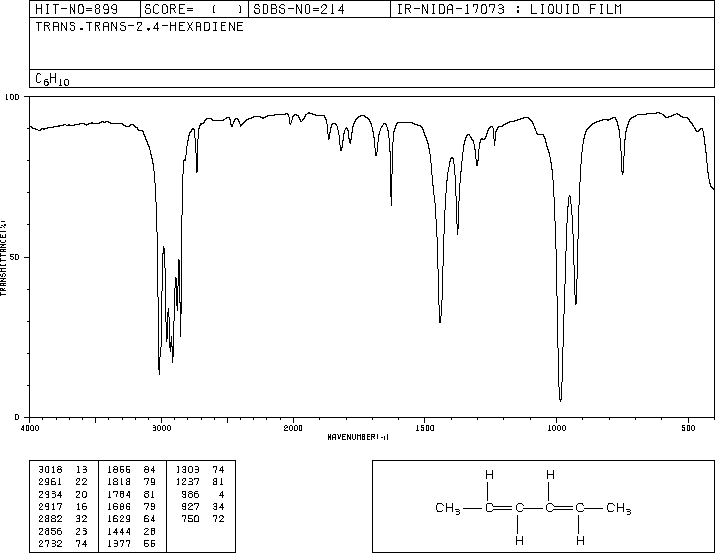 HIT-NO=899 SCORE= ( ) SDBS-NO=214 IR-NIDA-17073 : LIQUID FILM
TRANS,TRANS-2,4-HEXADIENE
C6H10
100
50
0
TRANSMITTANCE(%)
4000 3000 2000 1500 1000 500
WAVENUMBER(-1)
3018 13 1866 84 1303 74
2961 22 1818 79 1237 81
2934 20 1784 81 986 4
2917 16 1686 79 927 34
2882 32 1629 64 750 72
2856 23 1444 28
2732 74 1377 55
H H
CH3 C C C C CH3
H H